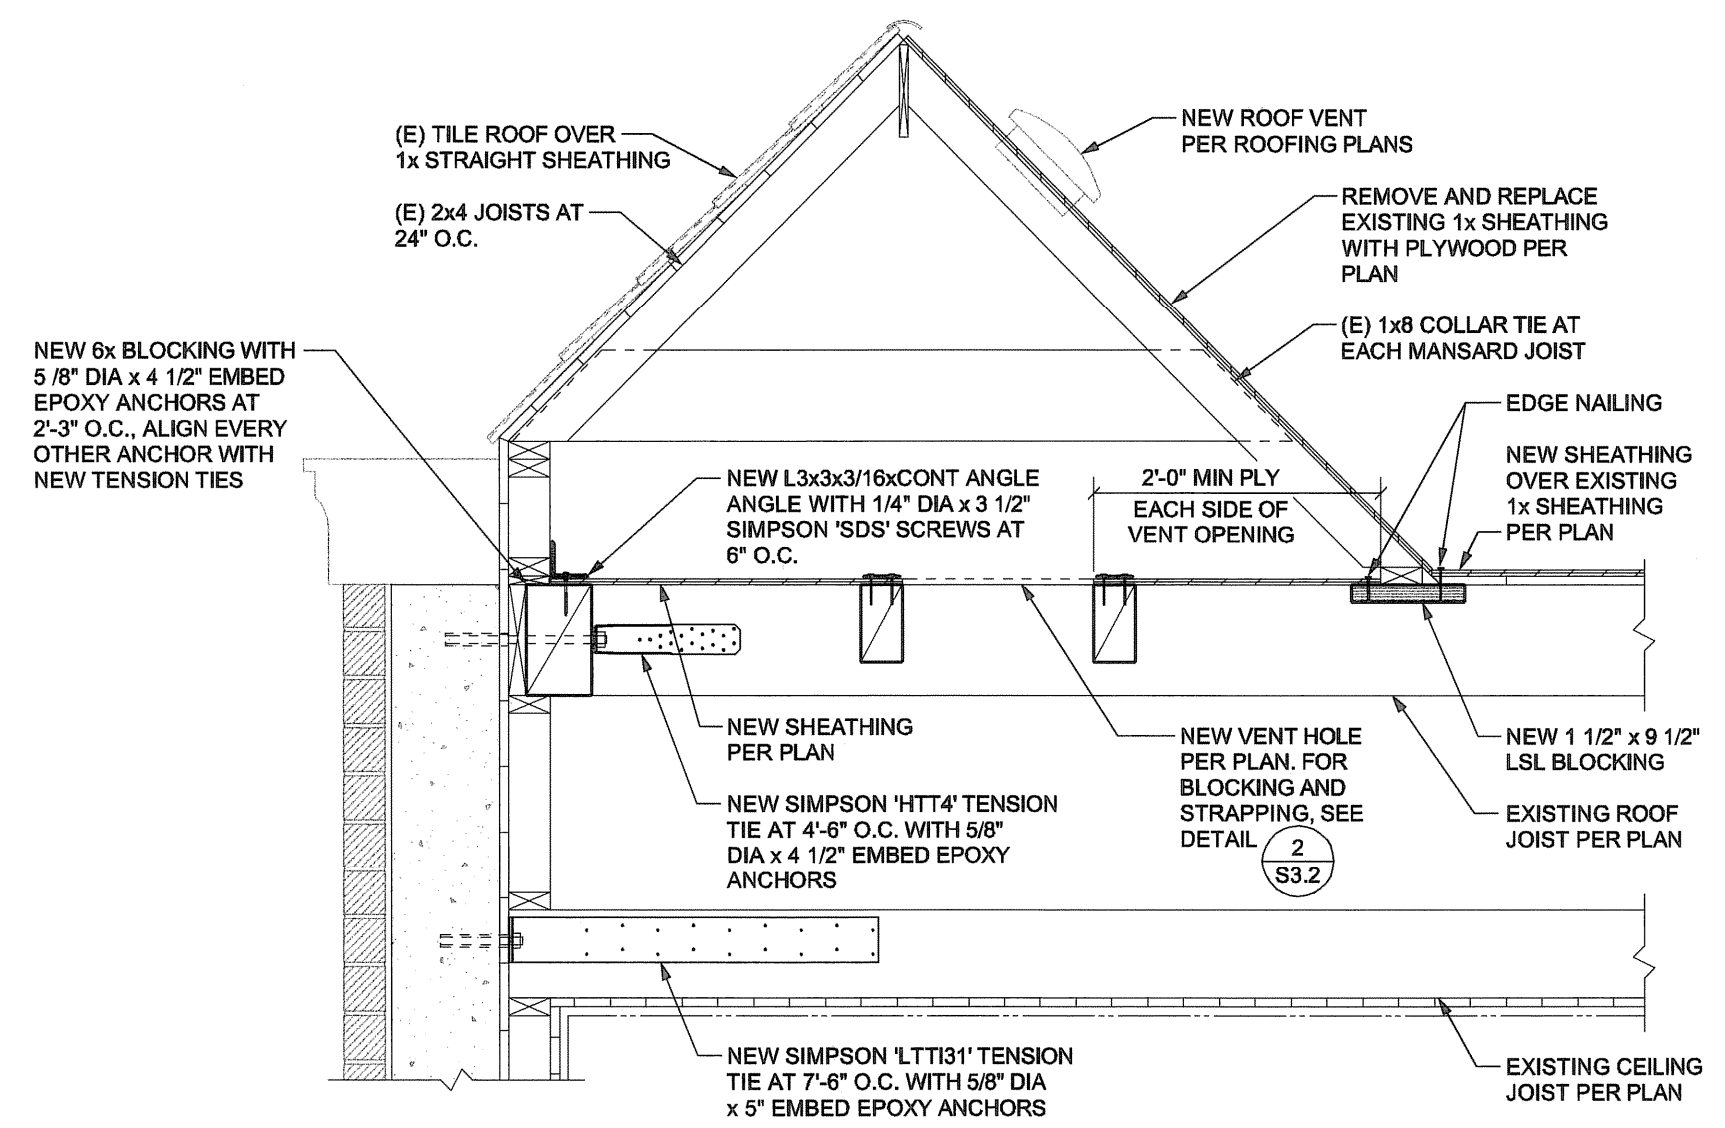 (E) TILE ROOF OVER
1x STRAIGHT SHEATHING
(E) 2x4 JOISTS AT
24" O.C.
NEW 6x BLOCKING WITH
5 /8" DIA x 4 1/2" EMBED
EPOXY ANCHORS AT
2'-3" O.C., ALIGN EVERY
OTHER ANCHOR WITH
NEW TENSION TIES
NEW ROOF VENT
PER ROOFING PLANS
REMOVE AND REPLACE
EXISTING 1x SHEATHING
WITH PLYWOOD PER
PLAN
(E) 1x8 COLLAR TIE AT
EACH MANSARD JOIST
EDGE NAILING
NEW SHEATHING
OVER EXISTING
1x SHEATHING
PER PLAN
NEW L3x3x3/16xCONT ANGLE
ANGLE WITH 1/4" DIA x 3 1/2"
SIMPSON 'SDS' SCREWS AT
6" O.C.
2'-0" MIN PLY
EACH SIDE OF
VENT OPENING
NEW SHEATHING
PER PLAN
NEW SIMPSON 'HTT4' TENSION
TIE AT 4'-6" O.C. WITH 5/8"
DIA x 4 1/2" EMBED EPOXY
ANCHORS
NEW VENT HOLE
PER PLAN. FOR
BLOCKING AND
STRAPPING, SEE
DETAIL
2
S3.2
NEW 1 1/2" x 9 1/2"
LSL BLOCKING
EXISTING ROOF
JOIST PER PLAN
NEW SIMPSON 'LTTI31' TENSION
TIE AT 7'-6" O.C. WITH 5/8" DIA
x 5" EMBED EPOXY ANCHORS
EXISTING CEILING
JOIST PER PLAN